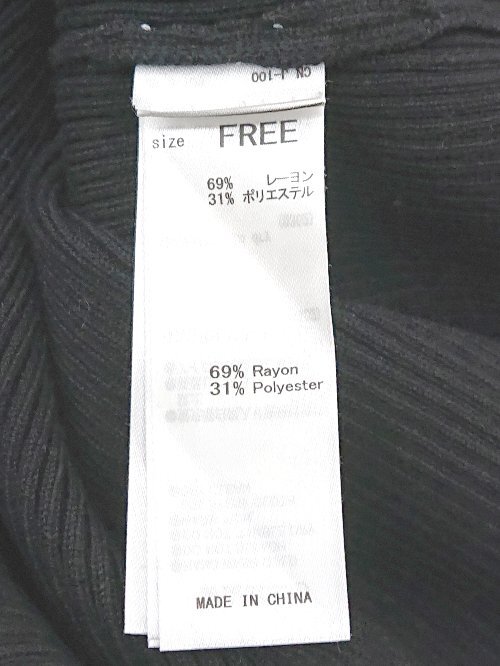 CN J-100
size FREE
69% レーヨン
31% ポリエステル
69% Rayon
31% Polyester
MADE IN CHINA